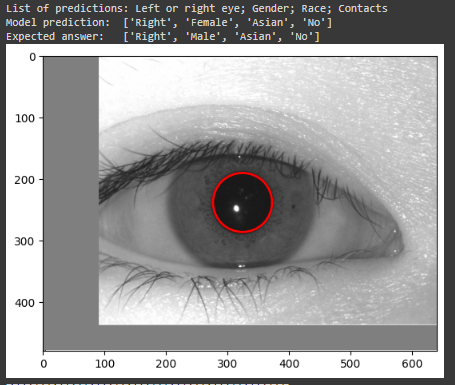 List of predictions: Left or right eye; Gender; Race; Contacts
Model prediction:  ['Right', 'Female', 'Asian', 'No']
Expected answer:   ['Right', 'Male', 'Asian', 'No']
0
100
200
300
400
0 100 200 300 400 500 600